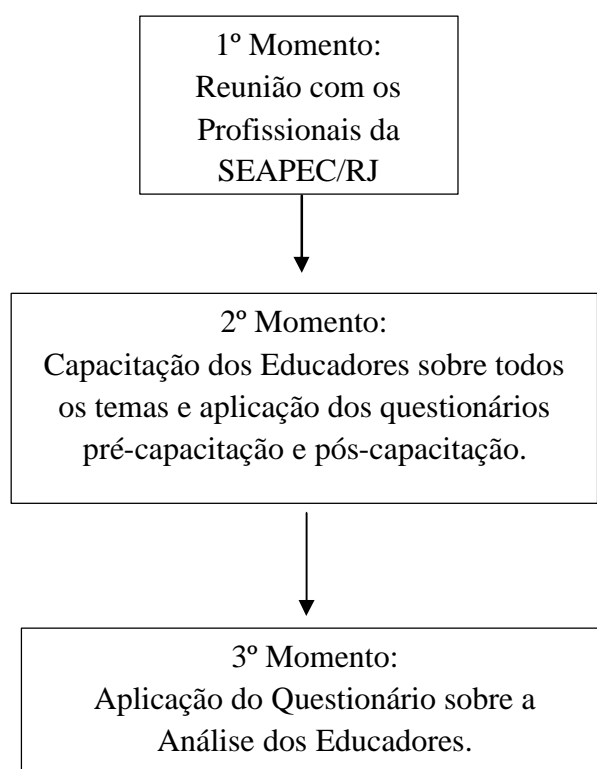 1º Momento:
Reunião com os
Profissionais da
SEAPEC/RJ
2º Momento:
Capacitação dos Educadores sobre todos
os temas e aplicação dos questionários
pré-capacitação e pós-capacitação.
3º Momento:
Aplicação do Questionário sobre a
Análise dos Educadores.